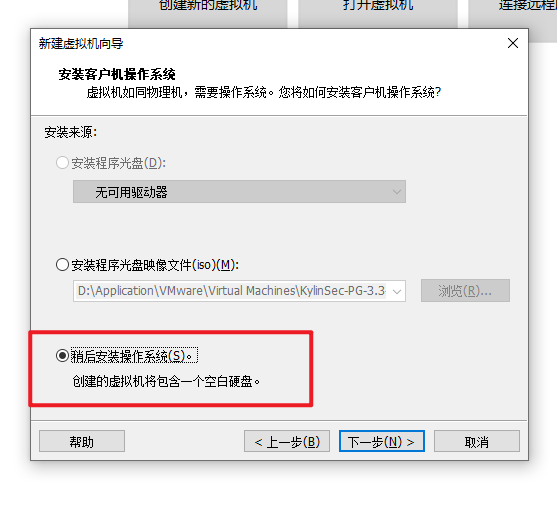 创建新的虚拟机
打开虚拟机
连接远程
新建虚拟机向导
安装客户机操作系统
虚拟机如同物理机，需要操作系统。您将如何安装客户机操作系统?
安装来源:
安装程序光盘(D):
无可用驱动器
安装程序光盘映像文件(iso)(M):
D:\Application\VMware\Virtual Machines\KylinSec-PG-3.3
浏览(R)...
稍后安装操作系统(S)。
创建的虚拟机将包含一个空白硬盘。
帮助
< 上一步(B)
下一步(N) >
取消